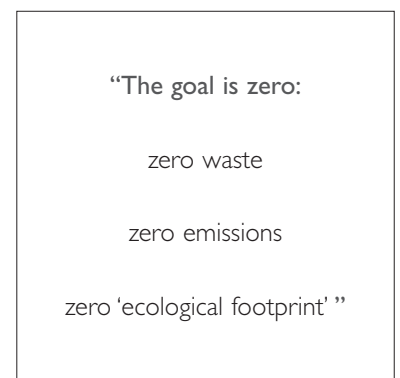 “The goal is zero:
zero waste
zero emissions
zero ‘ecological footprint’ ”